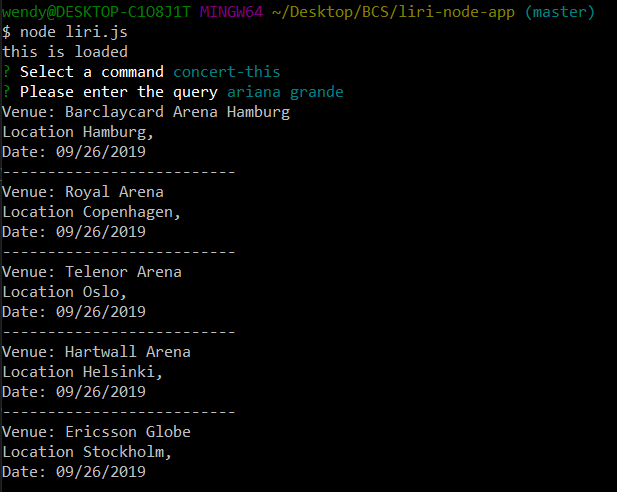 wendy@DESKTOP-C1O8J1T MINGW64 ~/Desktop/BCS/liri-node-app (master)
$ node liri.js
this is loaded
? Select a command concert-this
? Please enter the query ariana grande
Venue: Barclaycard Arena Hamburg
Location Hamburg,
Date: 09/26/2019
--------------------------
Venue: Royal Arena
Location Copenhagen,
Date: 09/26/2019
--------------------------
Venue: Telenor Arena
Location Oslo,
Date: 09/26/2019
--------------------------
Venue: Hartwall Arena
Location Helsinki,
Date: 09/26/2019
--------------------------
Venue: Ericsson Globe
Location Stockholm,
Date: 09/26/2019